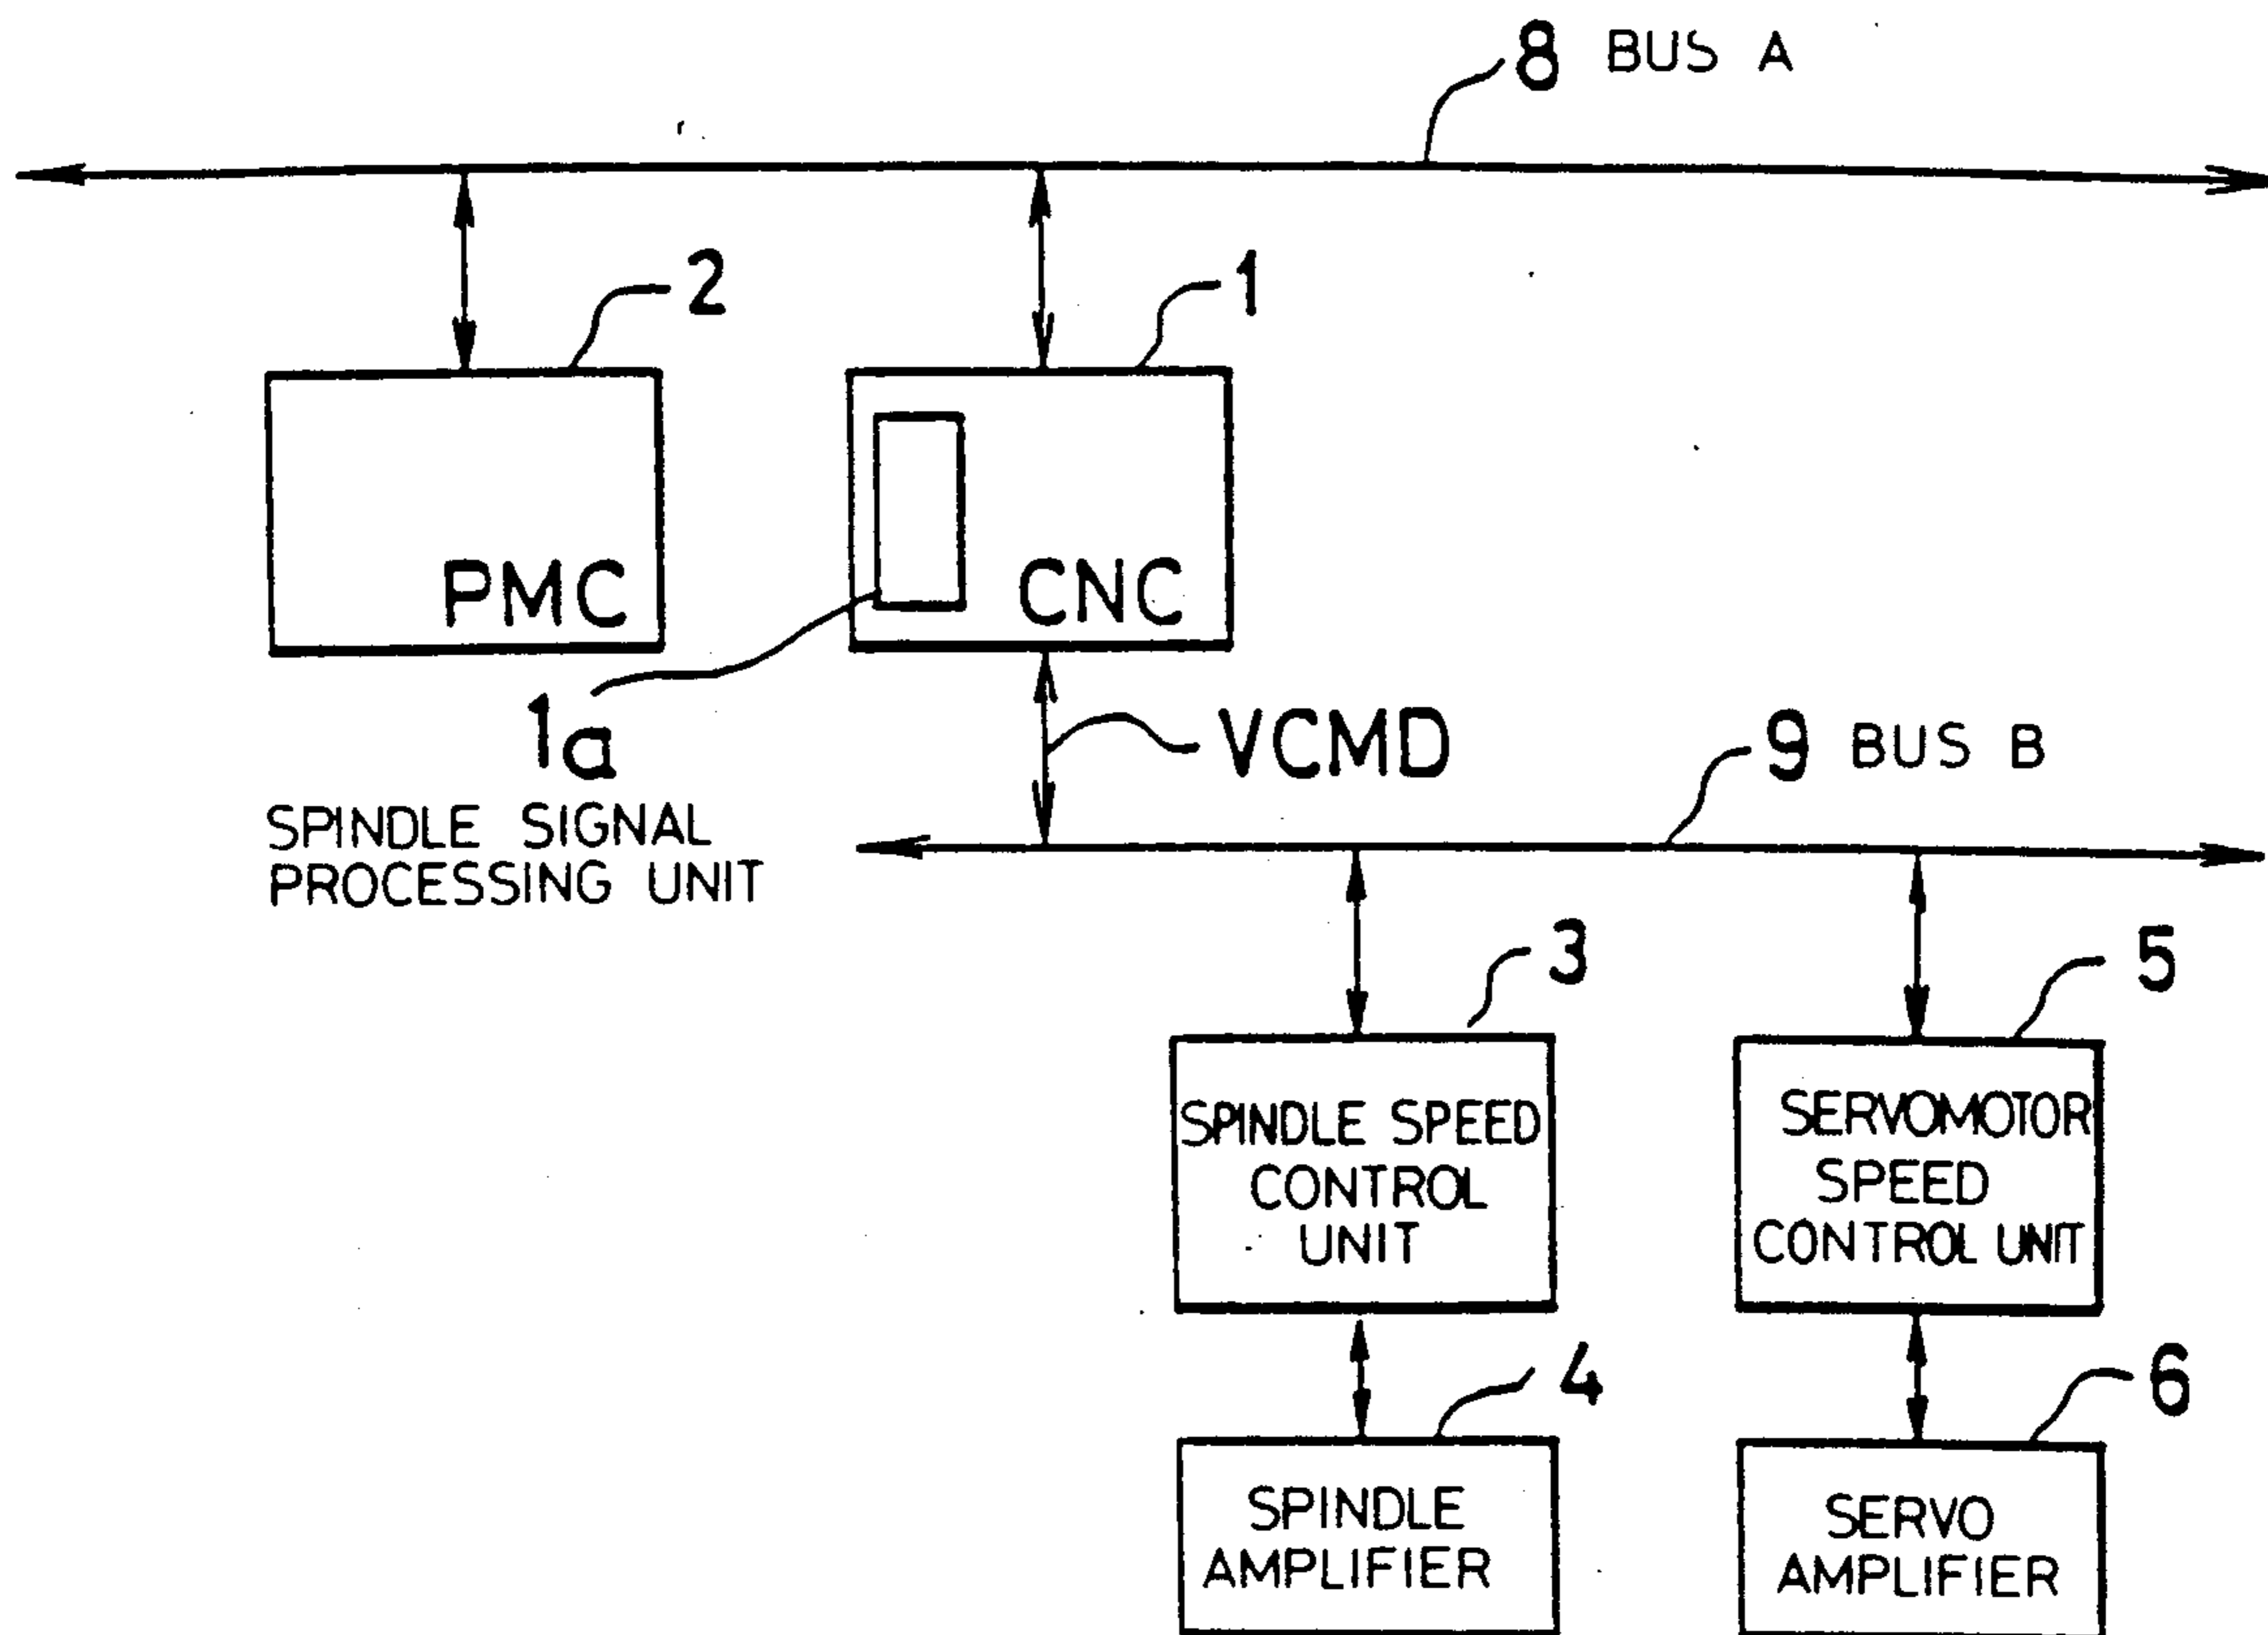 8 BUS A
2
1
PMC
CNC
1a
SPINDLE SIGNAL
PROCESSING UNIT
VCMD
9 BUS B
3
5
SPINDLE SPEED
CONTROL
UNIT
SERVOMOTOR
SPEED
CONTROL UNIT
4
6
SPINDLE
AMPLIFIER
SERVO
AMPLIFIER